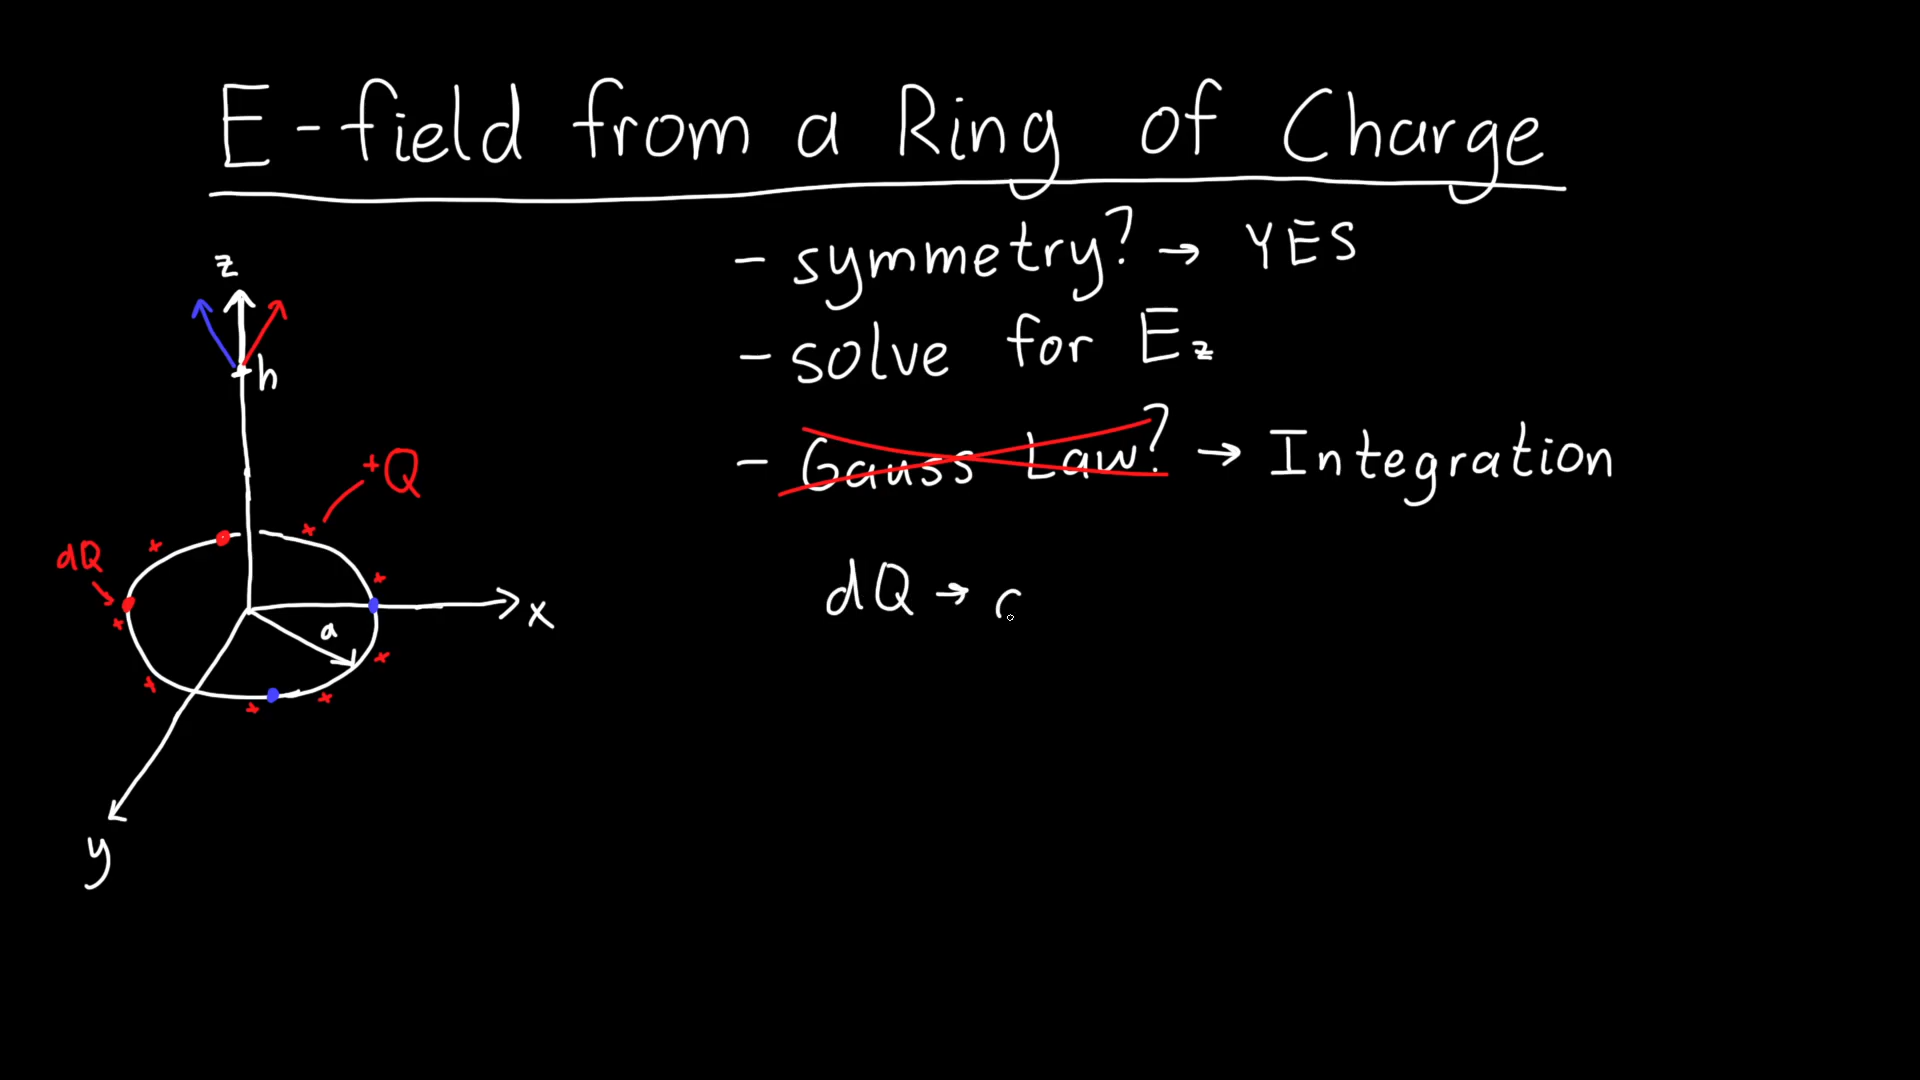 E-field from a Ring of Charge
- symmetry? → YES
- solve for Ez
- Gauss Law? → Integration
z
h
+Q
dQ
a
x
y
dQ →